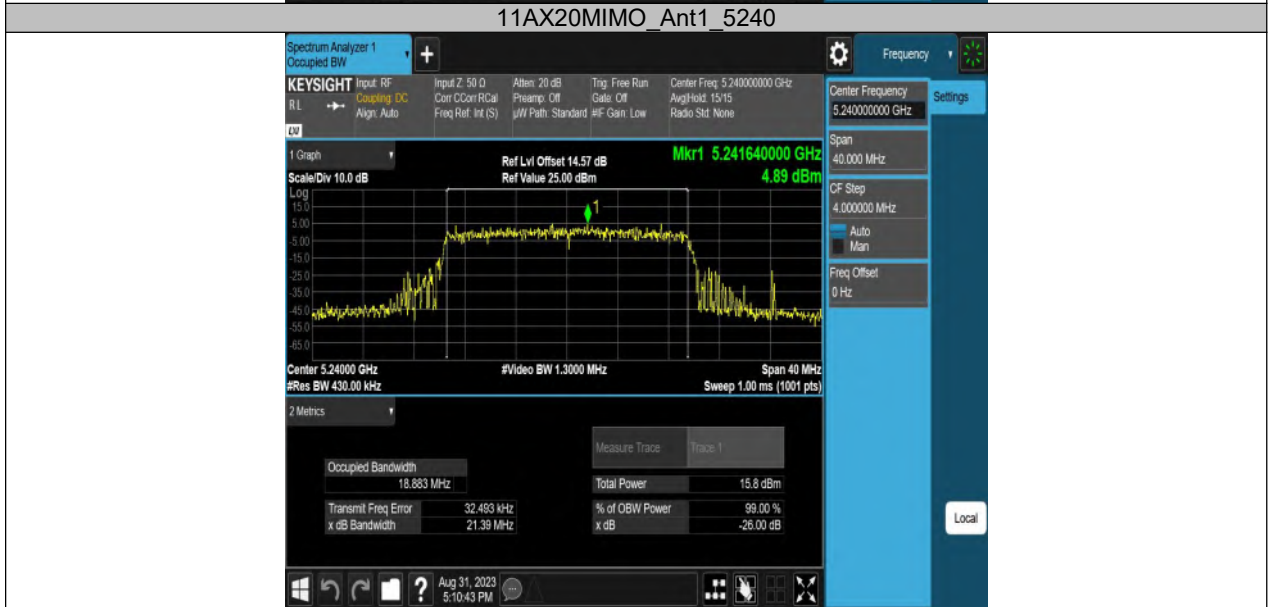 11AX20MIMO_Ant1_5240
Spectrum Analyzer 1
Occupied BW
+
Frequency
KEYSIGHT
R L
LXI
Input: RF
Coupling: DC
Align: Auto
Input Z: 50 Ω
Corr CCorr RCal
Freq Ref: Int (S)
Atten: 20 dB
Preamp: Off
µW Path: Standard
Trig: Free Run
Gate: Off
#IF Gain: Low
Center Freq: 5.240000000 GHz
Avg|Hold: 15/15
Radio Std: None
Center Frequency
5.240000000 GHz
Settings
Span
40.000 MHz
CF Step
4.000000 MHz
Auto
Man
Freq Offset
0 Hz
1 Graph
Scale/Div 10.0 dB
Ref Lvl Offset 14.57 dB
Ref Value 25.00 dBm
Mkr1 5.241640000 GHz
4.89 dBm
Log
15.0
5.00
-5.00
-15.0
-25.0
-35.0
-45.0
-55.0
-65.0
1
Center 5.24000 GHz
#Res BW 430.00 kHz
#Video BW 1.3000 MHz
Span 40 MHz
Sweep 1.00 ms (1001 pts)
2 Metrics
Measure Trace Trace 1
Occupied Bandwidth
18.883 MHz
Total Power 15.8 dBm
Transmit Freq Error 32.493 kHz
% of OBW Power 99.00 %
x dB Bandwidth 21.39 MHz
x dB -26.00 dB
Local
?
Aug 31, 2023
5:10:43 PM